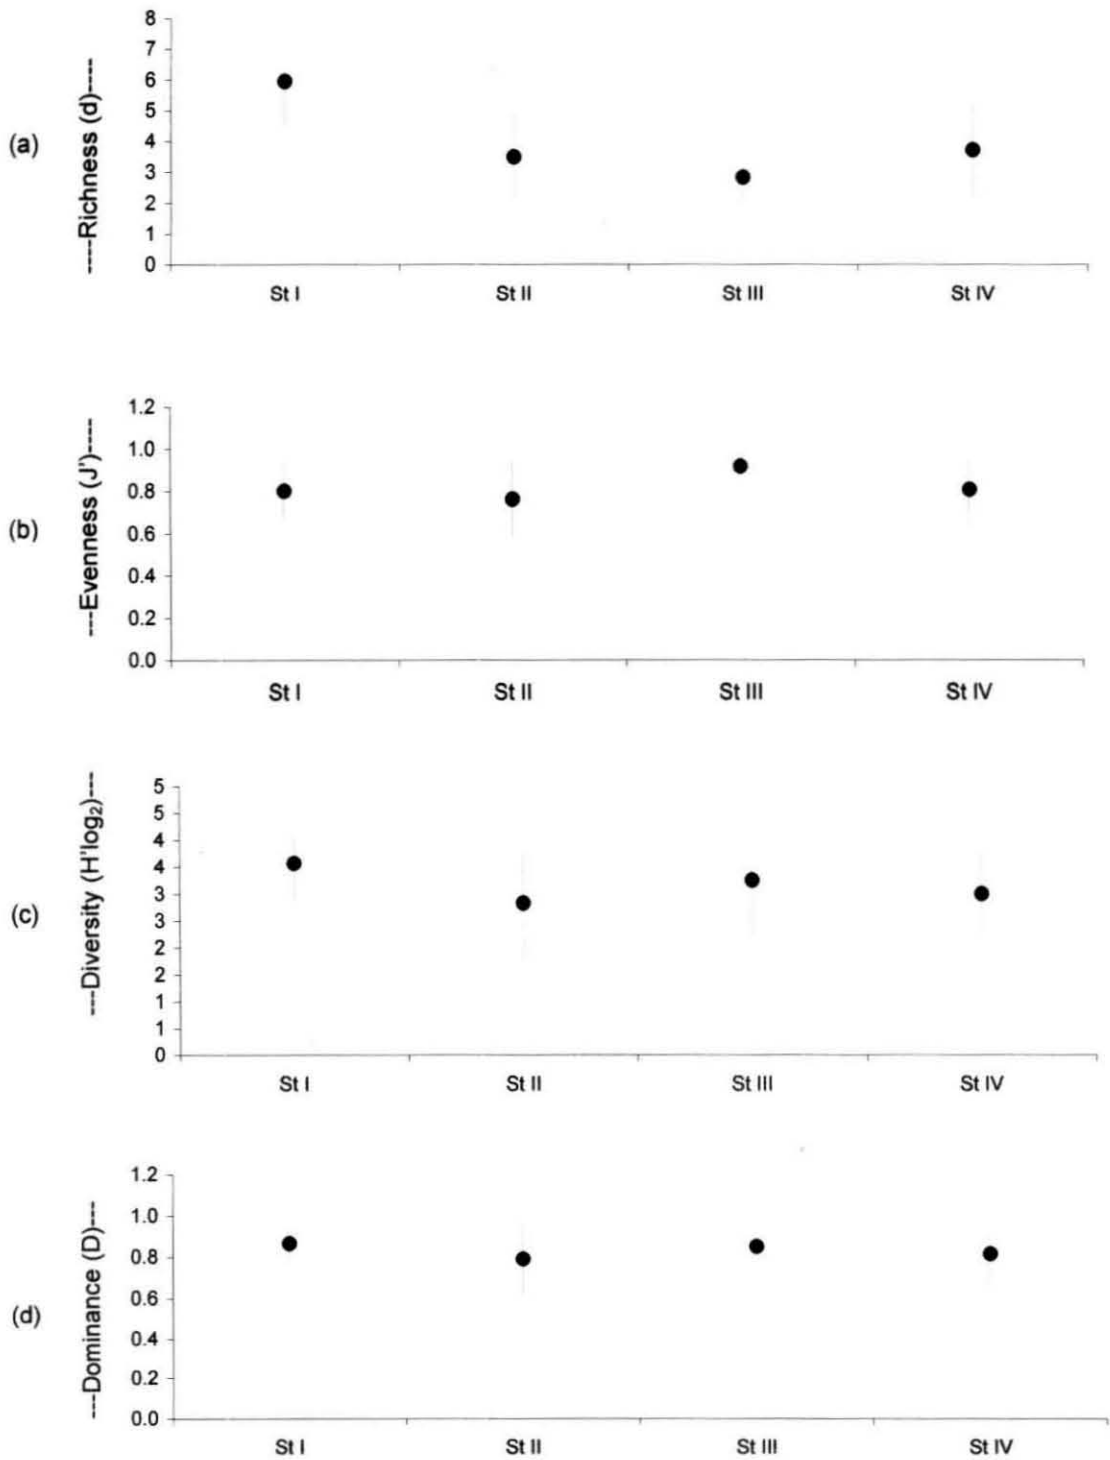 (a)
----Richness (d)----
8
7
6
5
4
3
2
1
0
St I St II St III St IV
(b)
---Evenness (J')----
1.2
1.0
0.8
0.6
0.4
0.2
0.0
St I St II St III St IV
(c)
---Diversity (H'log₂)----
5
5
4
4
3
3
2
2
1
1
0
St I St II St III St IV
(d)
---Dominance (D)---
1.2
1.0
0.8
0.6
0.4
0.2
0.0
St I St II St III St IV